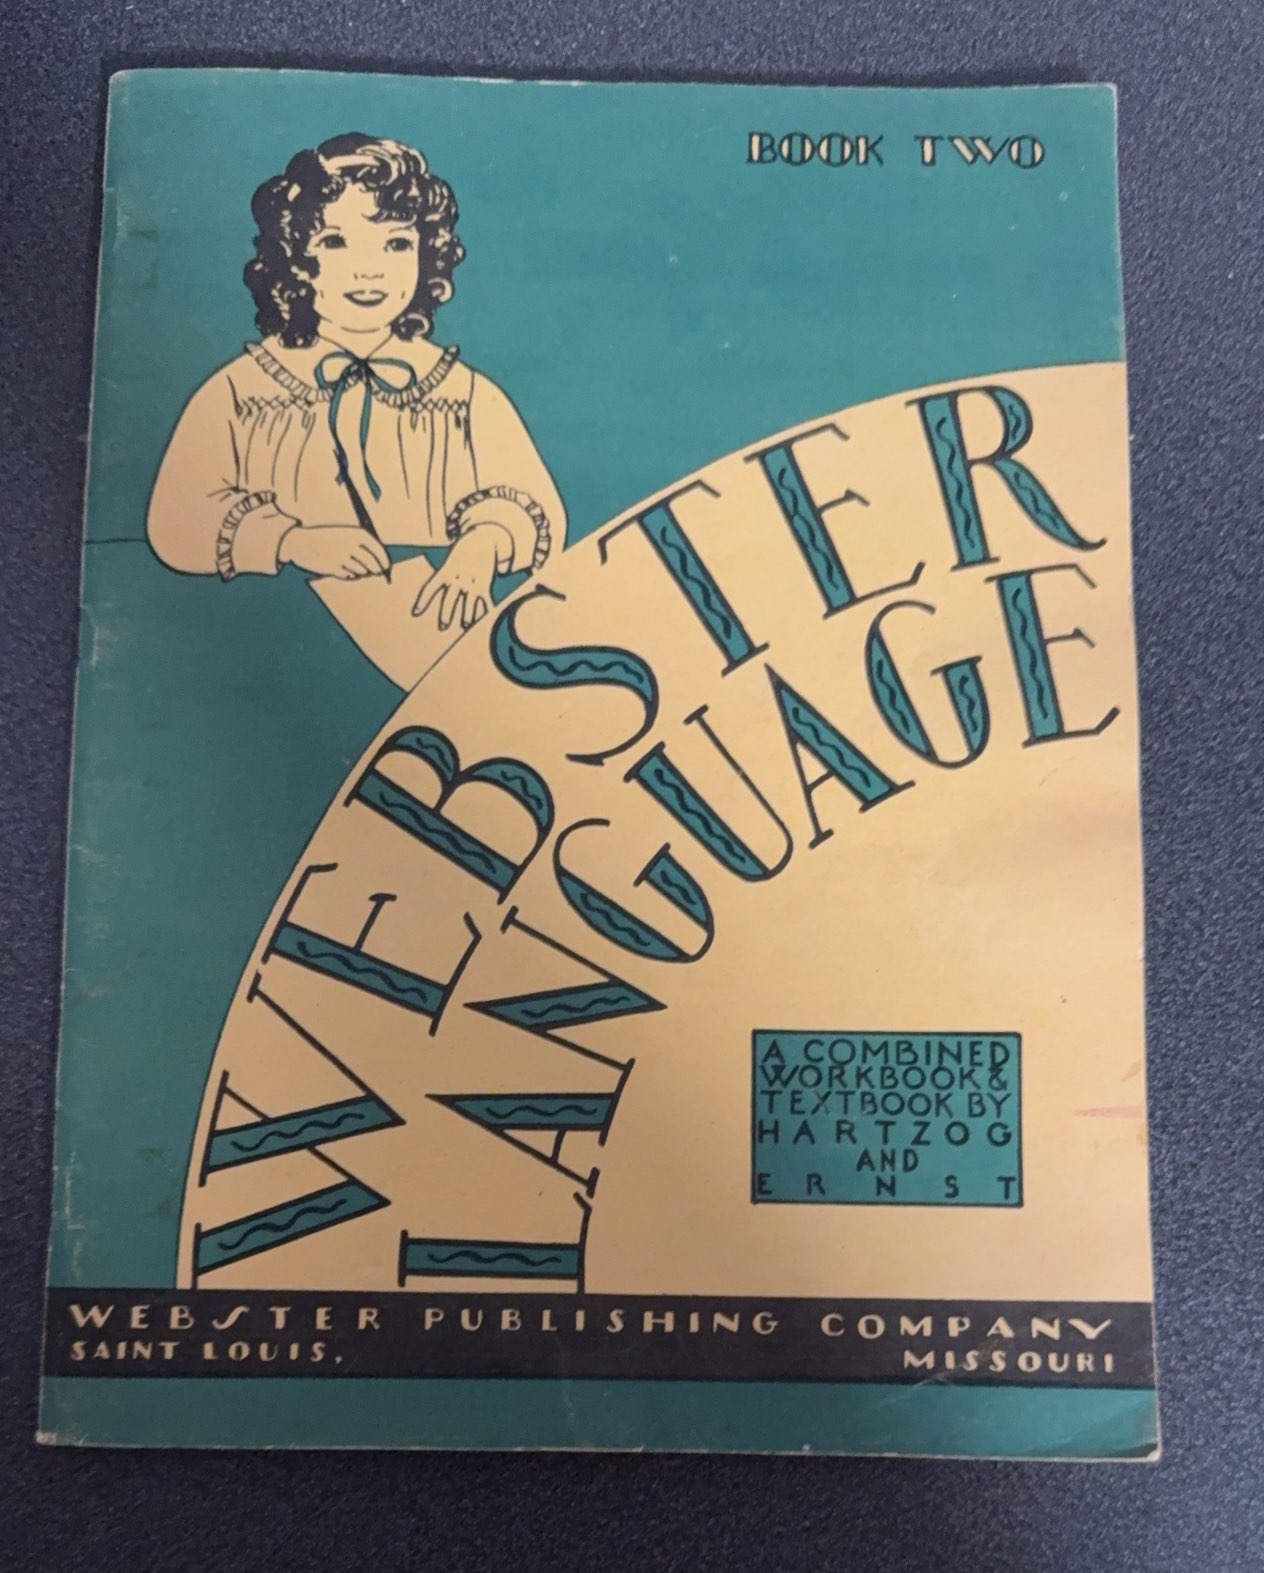 BOOK TWO
WEBSTER
LANGUAGE
A COMBINED
WORKBOOK &
TEXTBOOK BY
HARTZOG
AND
ERNST
WEBSTER PUBLISHING COMPANY
SAINT LOUIS, MISSOURI